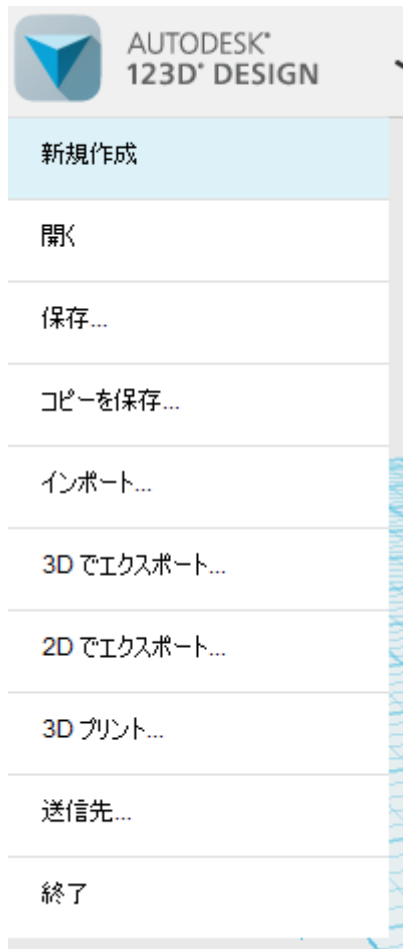 AUTODESK®
123D® DESIGN
新規作成
開く
保存...
コピーを保存...
インポート...
3D でエクスポート...
2D でエクスポート...
3D プリント...
送信先...
終了